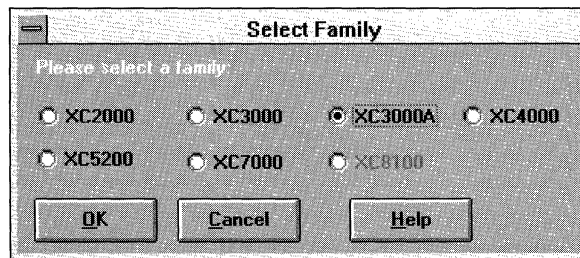 Select Family
Please select a family:
XC2000 XC3000 XC3000A XC4000
XC5200 XC7000 XC8100
OK Cancel Help